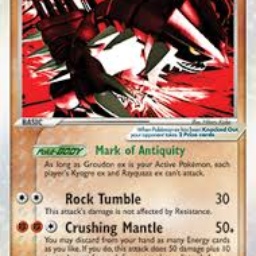 BASIC
When Pokémon-ex has been Knocked Out
your opponent takes 2 Prize cards
Poké-BODY Mark of Antiquity
As long as Groudon ex is your Active Pokémon, each
player's Kyogre ex and Rayquaza ex can't attack.
Rock Tumble 30
This attack's damage is not affected by Resistance.
Crushing Mantle 50
You may discard from your hand as many Energy cards
as you like. If you do, this attack does 50 damage plus 10